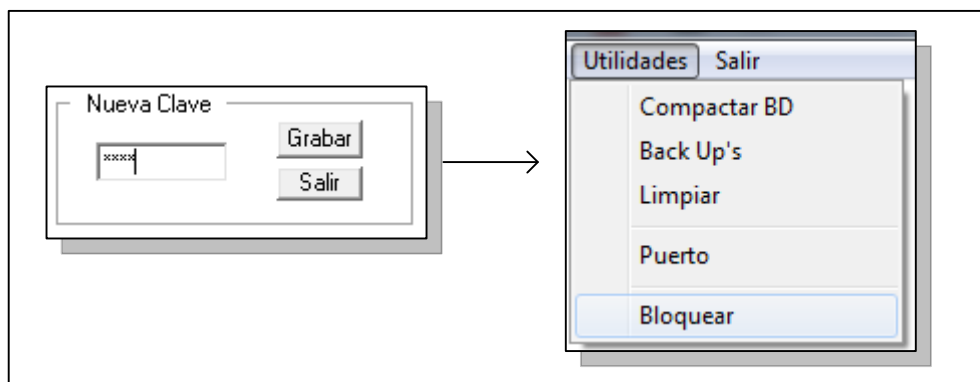 Nueva Clave
****
Grabar
Salir
Utilidades Salir
Compactar BD
Back Up's
Limpiar
Puerto
Bloquear